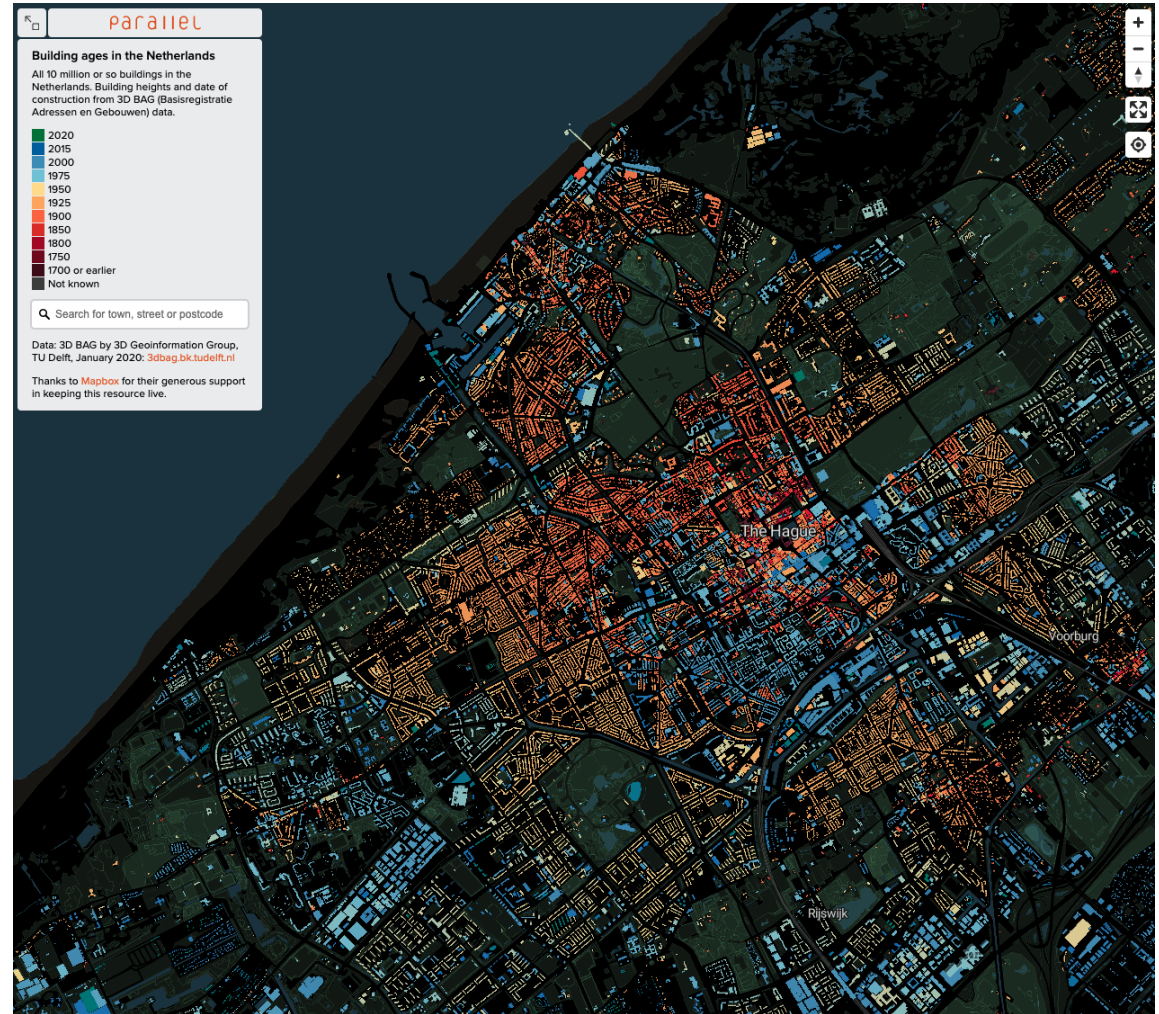 parallel
Building ages in the Netherlands
All 10 million or so buildings in the
Netherlands. Building heights and date of
construction from 3D BAG (Basisregistratie
Adressen en Gebouwen) data.
2020
2015
2000
1975
1950
1925
1900
1850
1800
1750
1700 or earlier
Not known
Search for town, street or postcode
Data: 3D BAG by 3D Geoinformation Group,
TU Delft, January 2020: 3dbag.bk.tudelft.nl
Thanks to Mapbox for their generous support
in keeping this resource live.
The Hague
Voorburg
Rijswijk